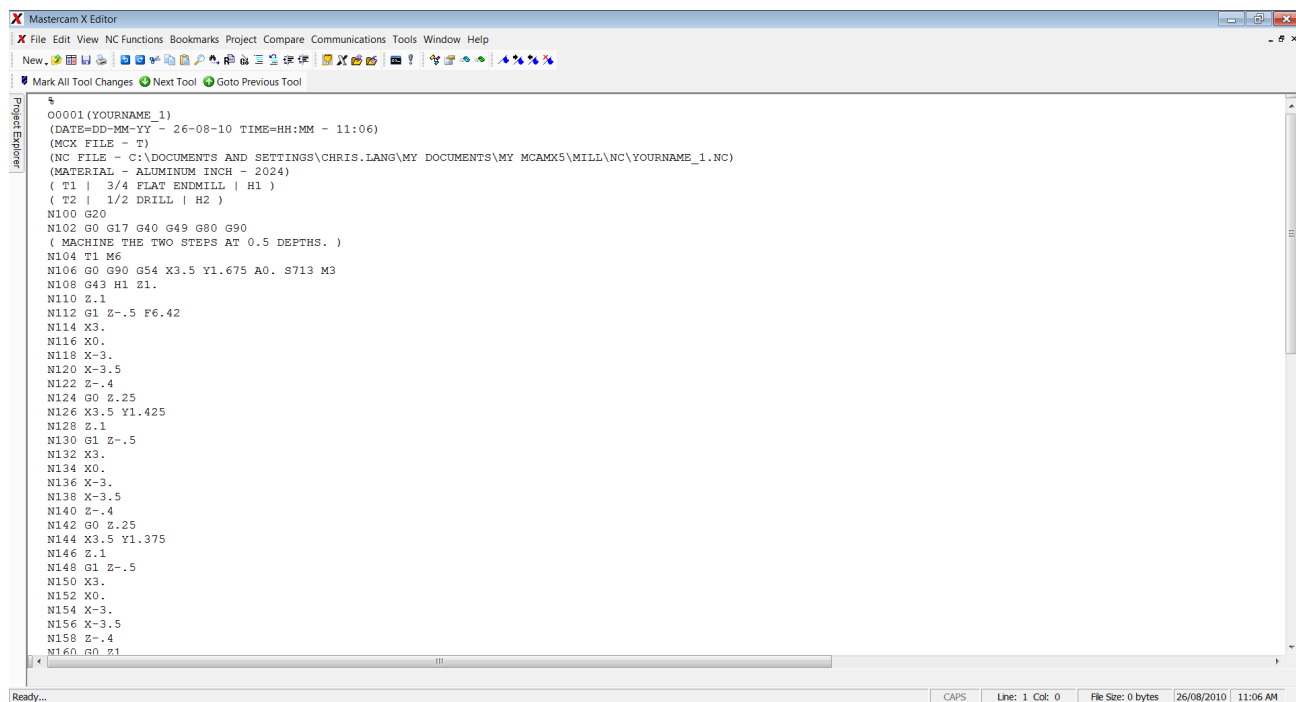 Mastercam X Editor
File Edit View NC Functions Bookmarks Project Compare Communications Tools Window Help
New
Mark All Tool Changes Next Tool Goto Previous Tool
Project Explorer
%
O0001(YOURNAME_1)
(DATE=DD-MM-YY - 26-08-10 TIME=HH:MM - 11:06)
(MCX FILE - T)
(NC FILE - C:\DOCUMENTS AND SETTINGS\CHRIS.LANG\MY DOCUMENTS\MY MCAMX5\MILL\NC\YOURNAME_1.NC)
(MATERIAL - ALUMINUM INCH - 2024)
( T1 | 3/4 FLAT ENDMILL | H1 )
( T2 | 1/2 DRILL | H2 )
N100 G20
N102 G0 G17 G40 G49 G80 G90
( MACHINE THE TWO STEPS AT 0.5 DEPTHS. )
N104 T1 M6
N106 G0 G90 G54 X3.5 Y1.675 A0. S713 M3
N108 G43 H1 Z1.
N110 Z.1
N112 G1 Z-.5 F6.42
N114 X3.
N116 X0.
N118 X-3.
N120 X-3.5
N122 Z-.4
N124 G0 Z.25
N126 X3.5 Y1.425
N128 Z.1
N130 G1 Z-.5
N132 X3.
N134 X0.
N136 X-3.
N138 X-3.5
N140 Z-.4
N142 G0 Z.25
N144 X3.5 Y1.375
N146 Z.1
N148 G1 Z-.5
N150 X3.
N152 X0.
N154 X-3.
N156 X-3.5
N158 Z-.4
N160 G0 Z1
Ready... CAPS Line: 1 Col: 0 File Size: 0 bytes 26/08/2010 11:06 AM